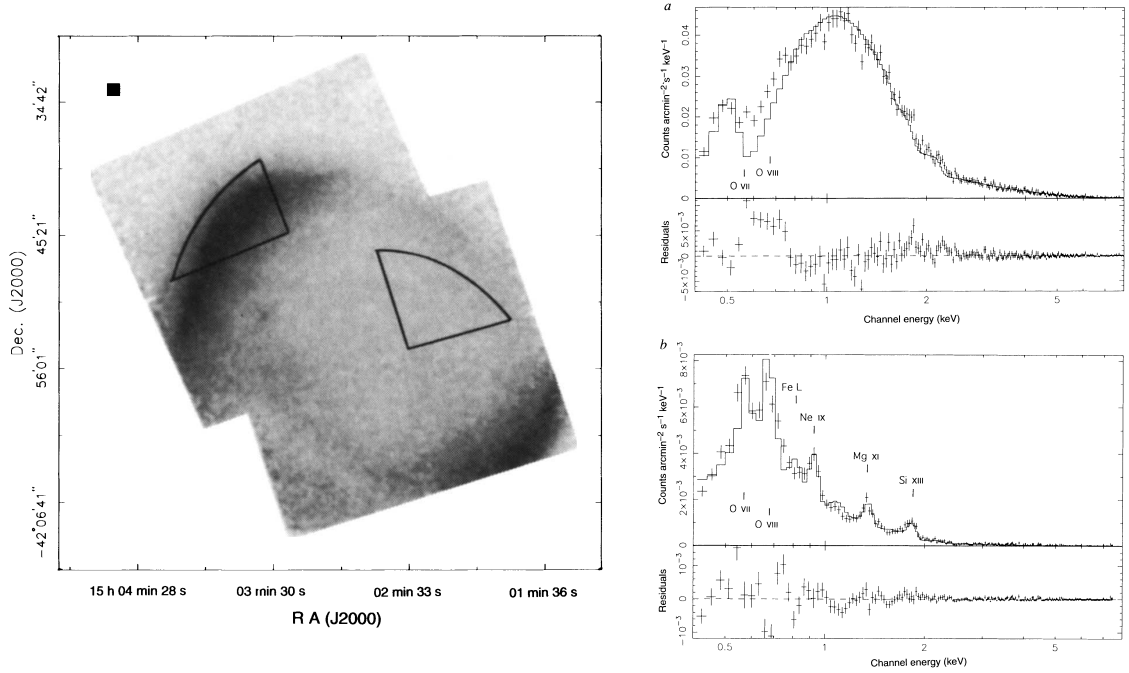 Dec. (J2000)
34'42"
45'21"
56'01"
−42°06'41"
15 h 04 min 28 s
03 min 30 s
02 min 33 s
01 min 36 s
R A (J2000)
a
Counts arcmin−2 s−1 keV−1
0.04
0.03
0.02
0.01
0
O VII
O VIII
Residuals
5×10−3
0
−5×10−3
0.5
1
2
5
Channel energy (keV)
b
Counts arcmin−2 s−1 keV−1
8×10−3
6×10−3
4×10−3
2×10−3
0
Fe L
Ne IX
Mg XI
Si XIII
O VII
O VIII
Residuals
10−3
0
−10−3
0.5
1
2
5
Channel energy (keV)